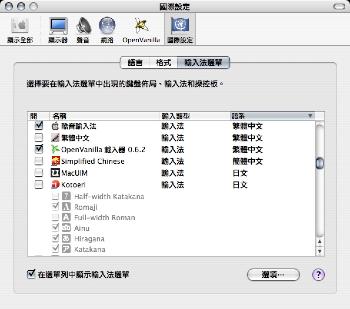 國際設定
顯示全部 顯示器 聲音 網路 OpenVanilla 國際設定
語言 格式 輸入法選單
選擇要在輸入法選單中出現的鍵盤佈局、輸入法和操控板。
開 名稱 輸入類型 語系
嘸蝦米輸入法 輸入法 繁體中文
繁體中文 輸入法 繁體中文
OpenVanilla 載入器 0.6.2 輸入法 繁體中文
Simplified Chinese 輸入法 簡體中文
MacUIM 輸入法 日文
Kotoeri 輸入法 日文
Half-width Katakana
Romaji
Full-width Roman
Ainu
Hiragana
Katakana
在選單列中顯示輸入法選單 選項⋯ ?